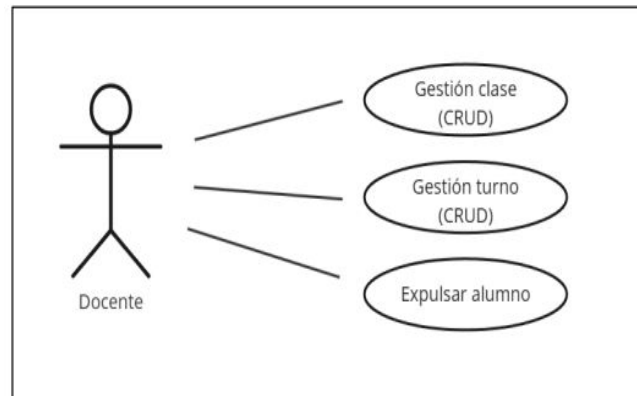 Gestión clase
(CRUD)
Gestión turno
(CRUD)
Expulsar alumno
Docente